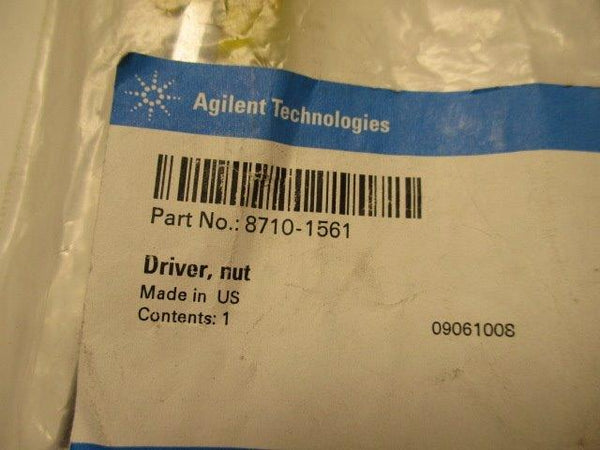 Agilent Technologies
Part No.: 8710-1561
Driver, nut
Made in US
Contents: 1
09061008